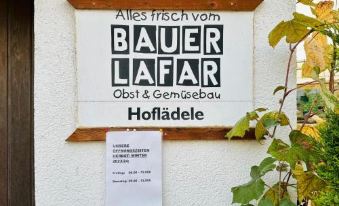 Alles frisch vom
BAUER
LAFAR
Obst & Gemüsebau
Hoflädele
UNSERE
ÖFFNUNGSZEITEN